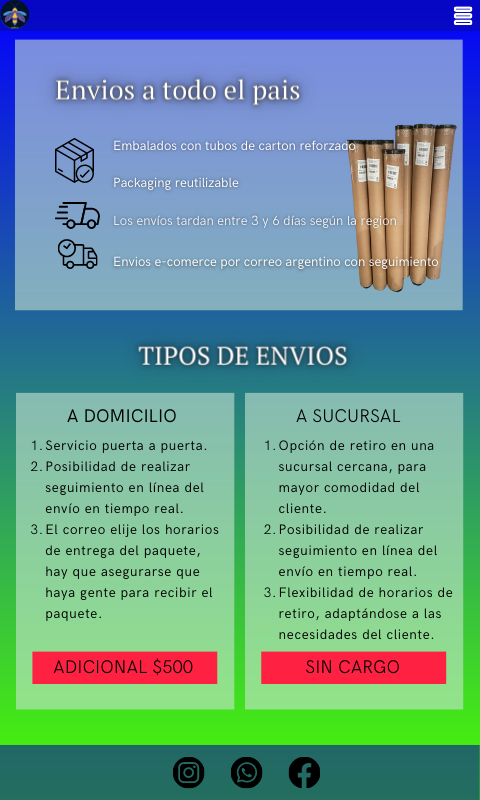 Envios a todo el pais
Embalados con tubos de carton reforzado
Packaging reutilizable
Los envíos tardan entre 3 y 6 días según la region
Envios e-comerce por correo argentino con seguimiento
TIPOS DE ENVIOS
A DOMICILIO
1. Servicio puerta a puerta.
2. Posibilidad de realizar
seguimiento en línea del
envío en tiempo real.
3. El correo elije los horarios
de entrega del paquete,
hay que asegurarse que
haya gente para recibir el
paquete.
ADICIONAL $500
A SUCURSAL
1. Opción de retiro en una
sucursal cercana, para
mayor comodidad del
cliente.
2. Posibilidad de realizar
seguimiento en línea del
envío en tiempo real.
3. Flexibilidad de horarios de
retiro, adaptándose a las
necesidades del cliente.
SIN CARGO